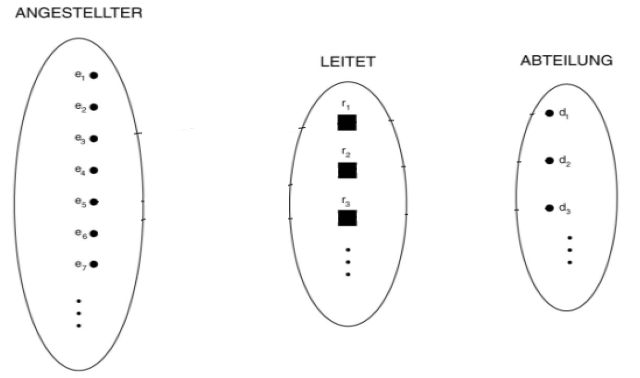 ANGESTELLTER
LEITET
ABTEILUNG
e1
e2
e3
e4
e5
e6
e7
r1
r2
r3
d1
d2
d3